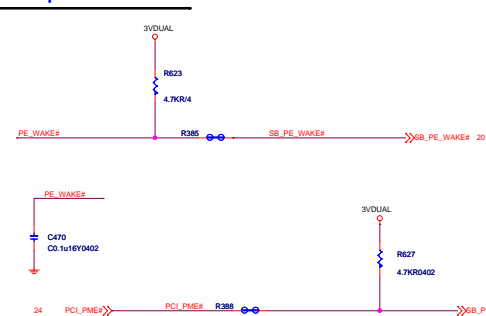 3VDUAL
R623
4.7KR/4
PE_WAKE# R385 SB_PE_WAKE# SB_PE_WAKE# 20
PE_WAKE#
3VDUAL
C470
C0.1u16Y0402
R627
4.7KR0402
24 PCI_PME# PCI_PME# R388 SB_P